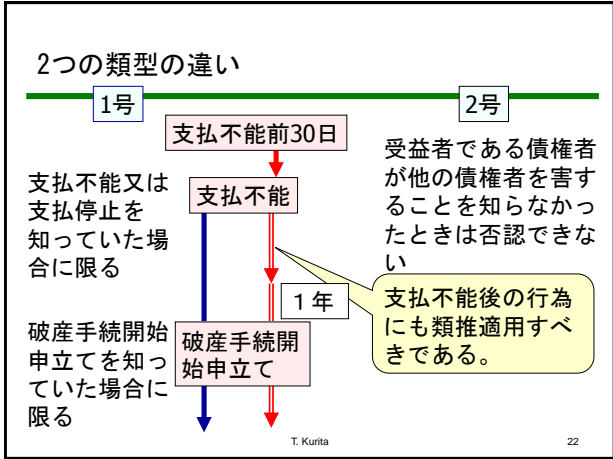 2つの類型の違い
1号
2号
支払不能前30日
支払不能又は
支払停止を
知っていた場
合に限る
支払不能
受益者である債権者
が他の債権者を害す
ることを知らなかっ
たときは否認できな
い
1年
支払不能後の行為
にも類推適用すべ
きである。
破産手続開始
申立てを知っ
ていた場合に
限る
破産手続開
始申立て
T. Kurita
22